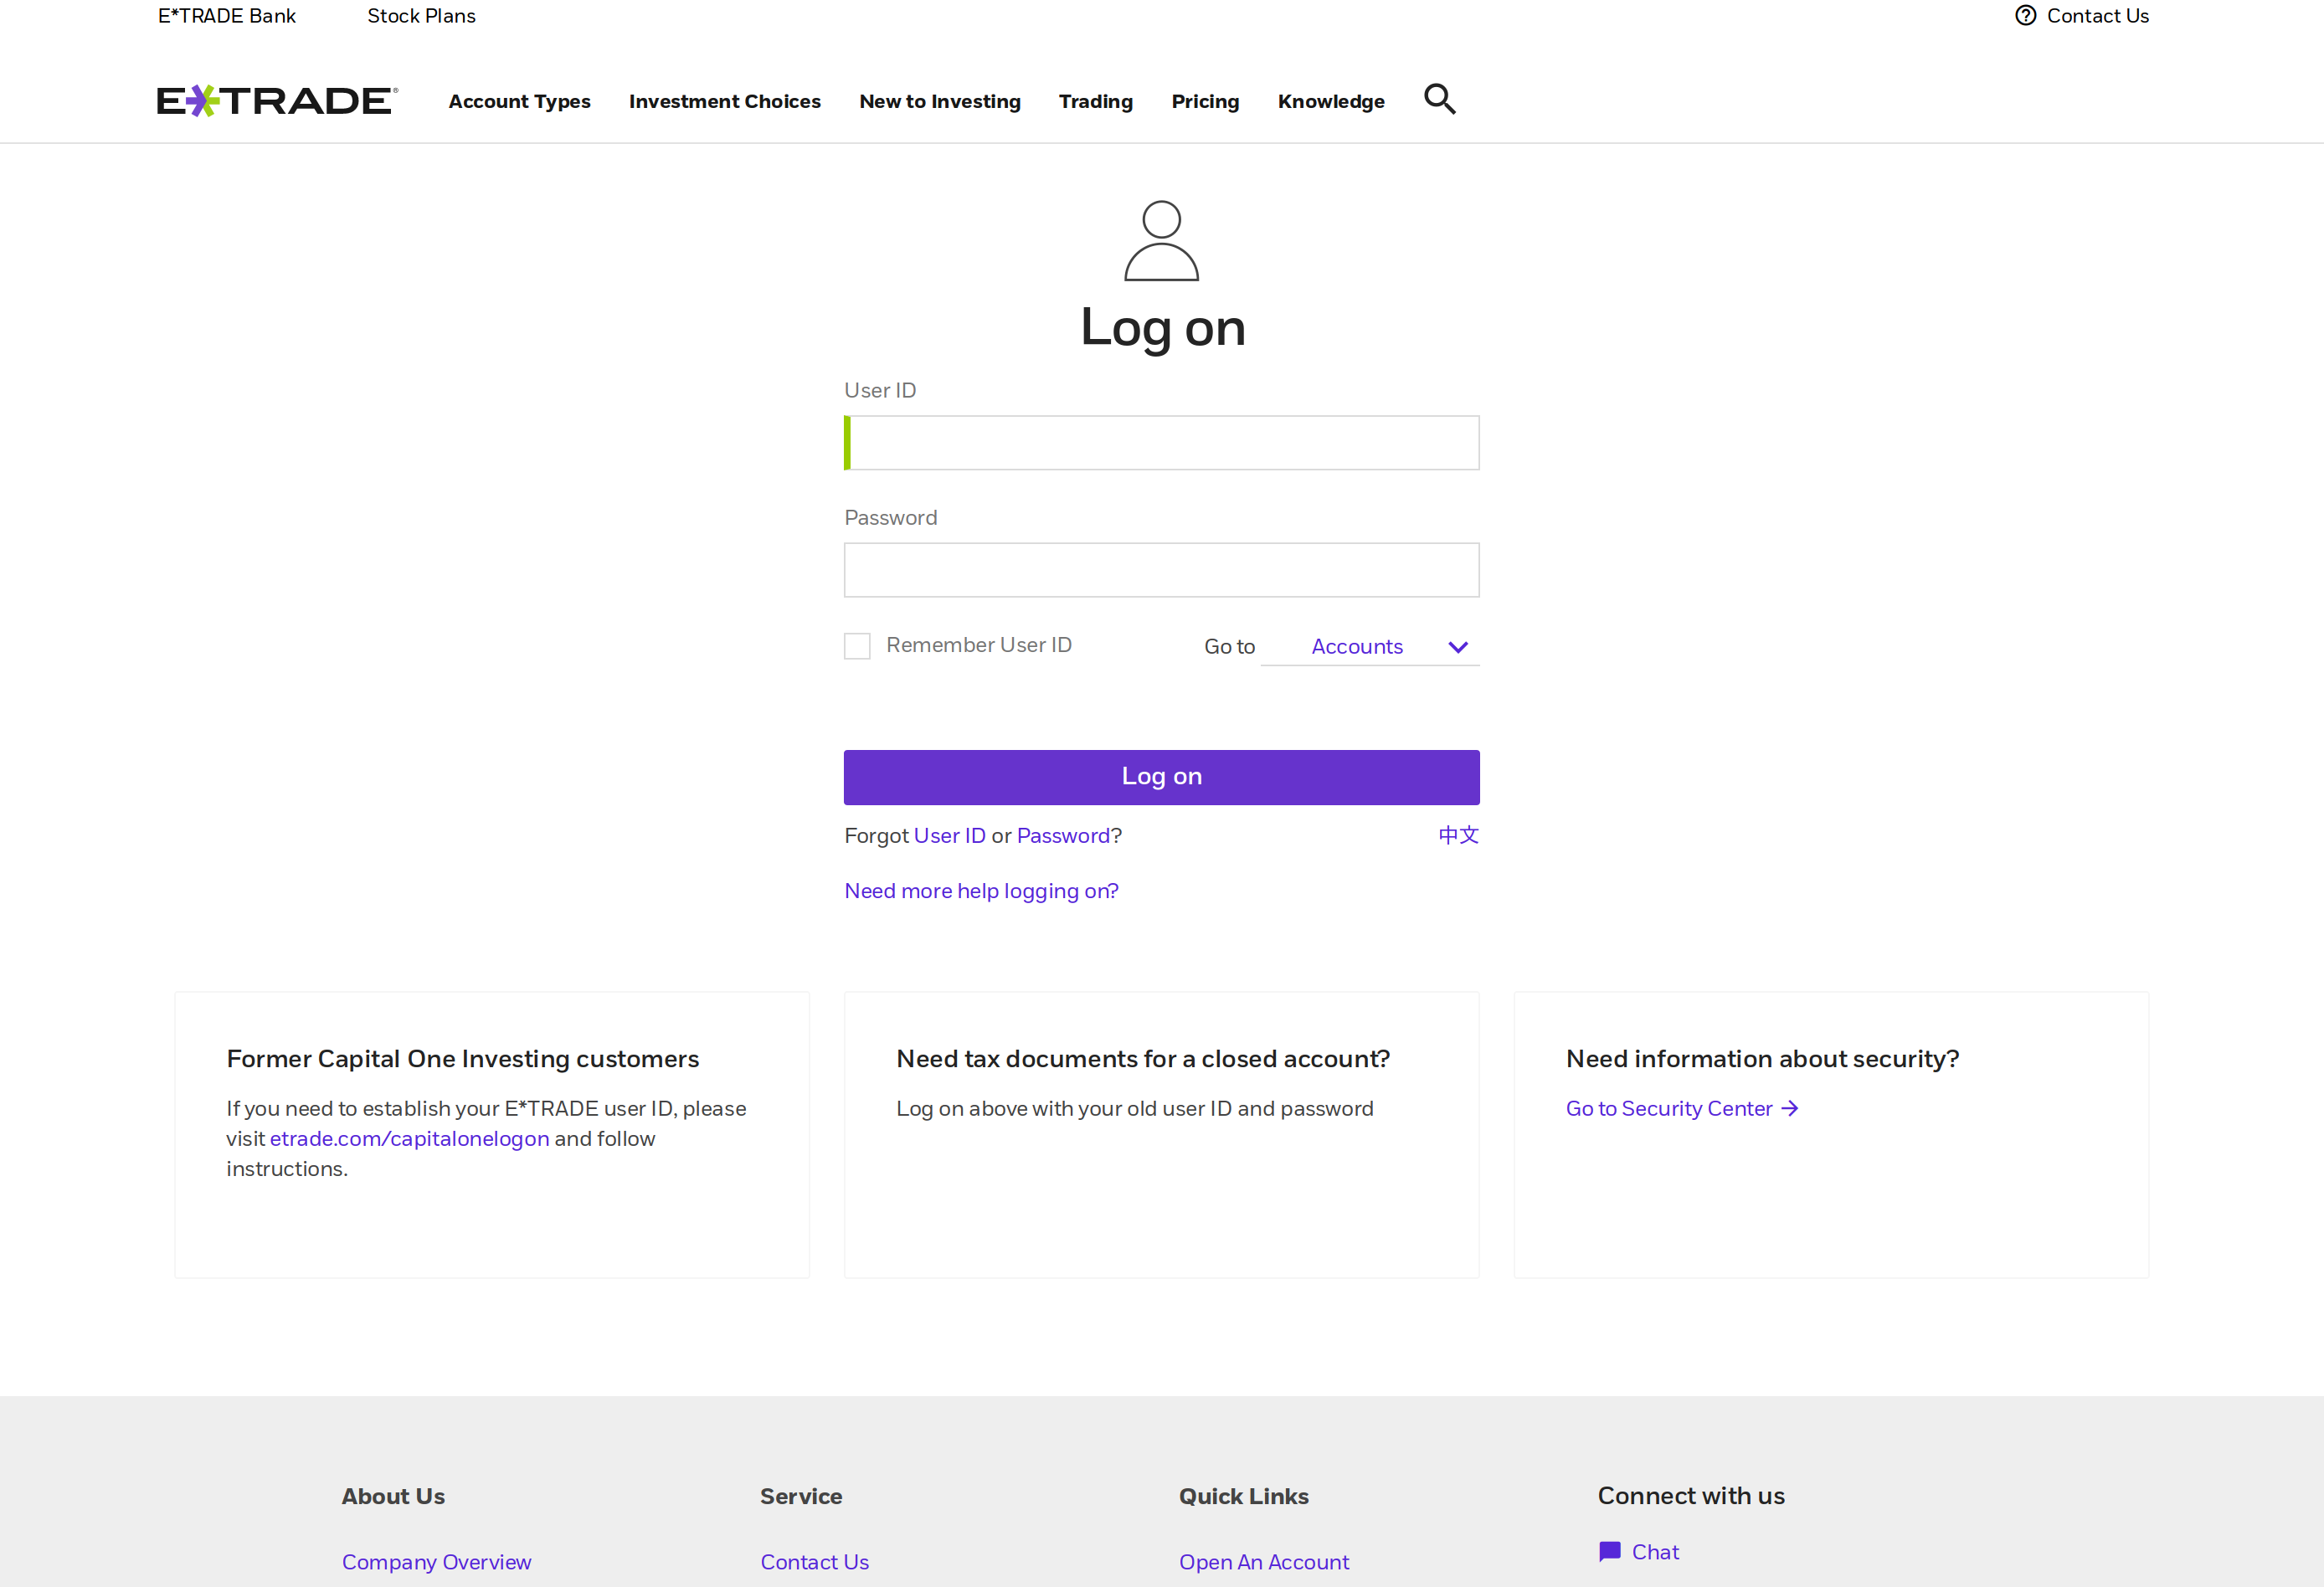 E*TRADE Bank Stock Plans Contact Us
E*TRADE® Account Types Investment Choices New to Investing Trading Pricing Knowledge
Log on
User ID
Password
Remember User ID Go to Accounts
Log on
Forgot User ID or Password? 中文
Need more help logging on?
Former Capital One Investing customers
If you need to establish your E*TRADE user ID, please
visit etrade.com/capitalonelogon and follow
instructions.
Need tax documents for a closed account?
Log on above with your old user ID and password
Need information about security?
Go to Security Center
About Us Service Quick Links Connect with us
Chat
Company Overview Contact Us Open An Account